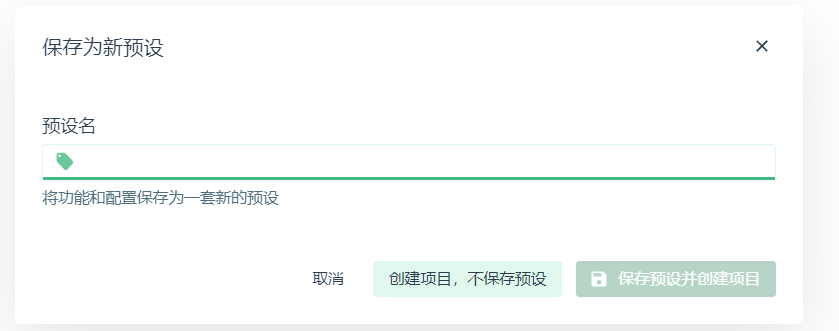 保存为新预设
预设名
将功能和配置保存为一套新的预设
取消
创建项目，不保存预设
保存预设并创建项目